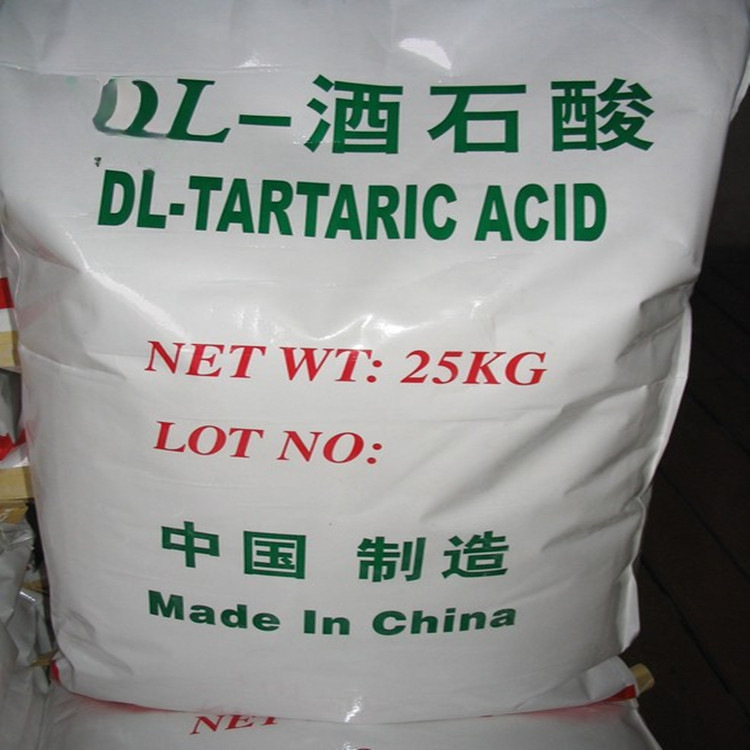 DL-酒石酸
DL-TARTARIC ACID
NET WT: 25KG
LOT NO:
中国 制造
Made In China
NET